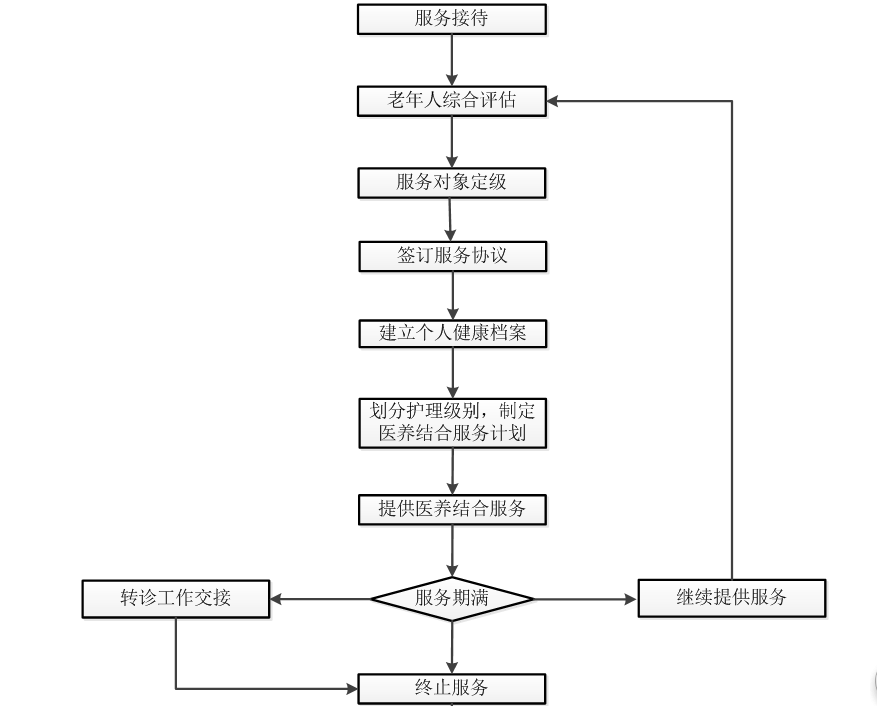 服务接待
老年人综合评估
服务对象定级
签订服务协议
建立个人健康档案
划分护理级别，制定
医养结合服务计划
提供医养结合服务
转诊工作交接
服务期满
继续提供服务
终止服务